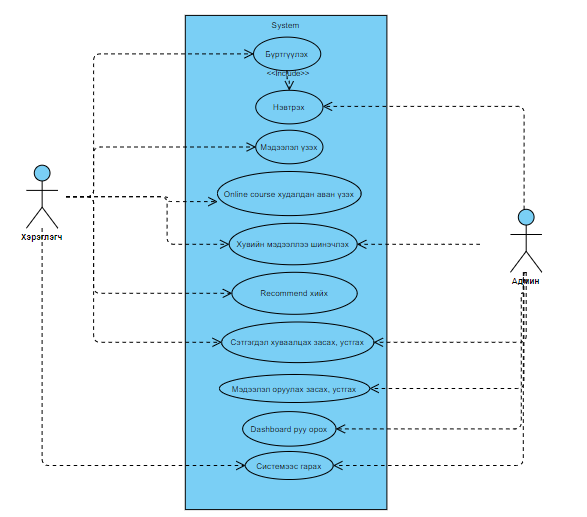 System
Бүртгүүлэх
<<Include>>
Нэвтрэх
Мэдээлэл үзэх
Online course худалдан аван үзэх
Хэрэглэгч
Хувийн мэдээллээ шинэчлэх
Админ
Recommend хийх
Сэтгэгдэл хуваалцах засах, устгах
Мэдээлэл оруулах засах, устгах
Dashboard руу орох
Системээс гарах